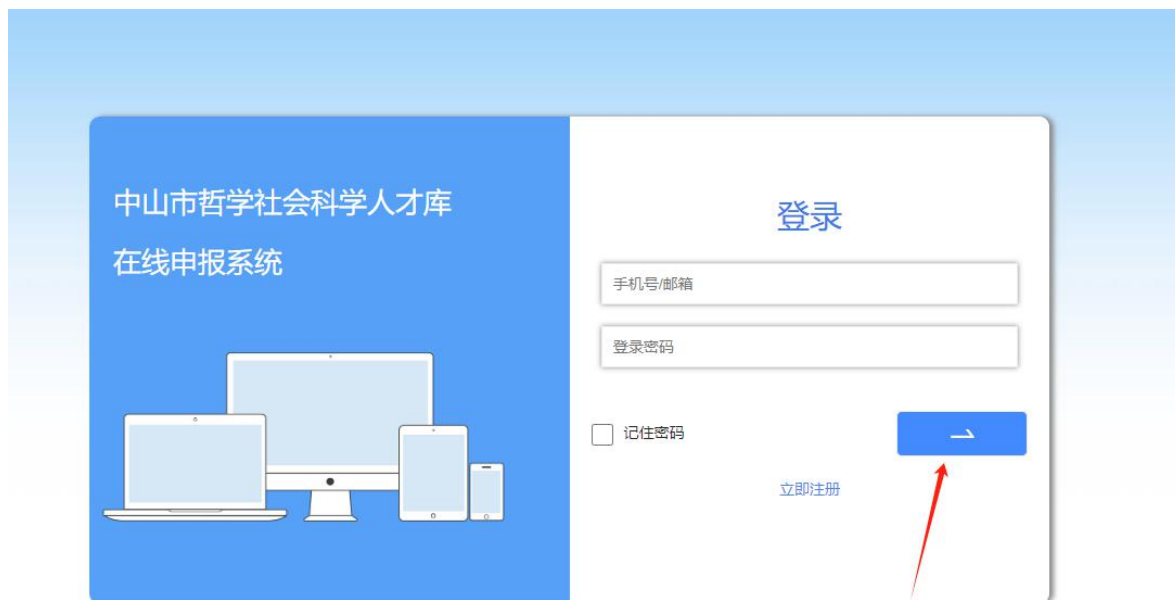 中山市哲学社会科学人才库
在线申报系统
登录
手机号/邮箱
登录密码
记住密码
立即注册